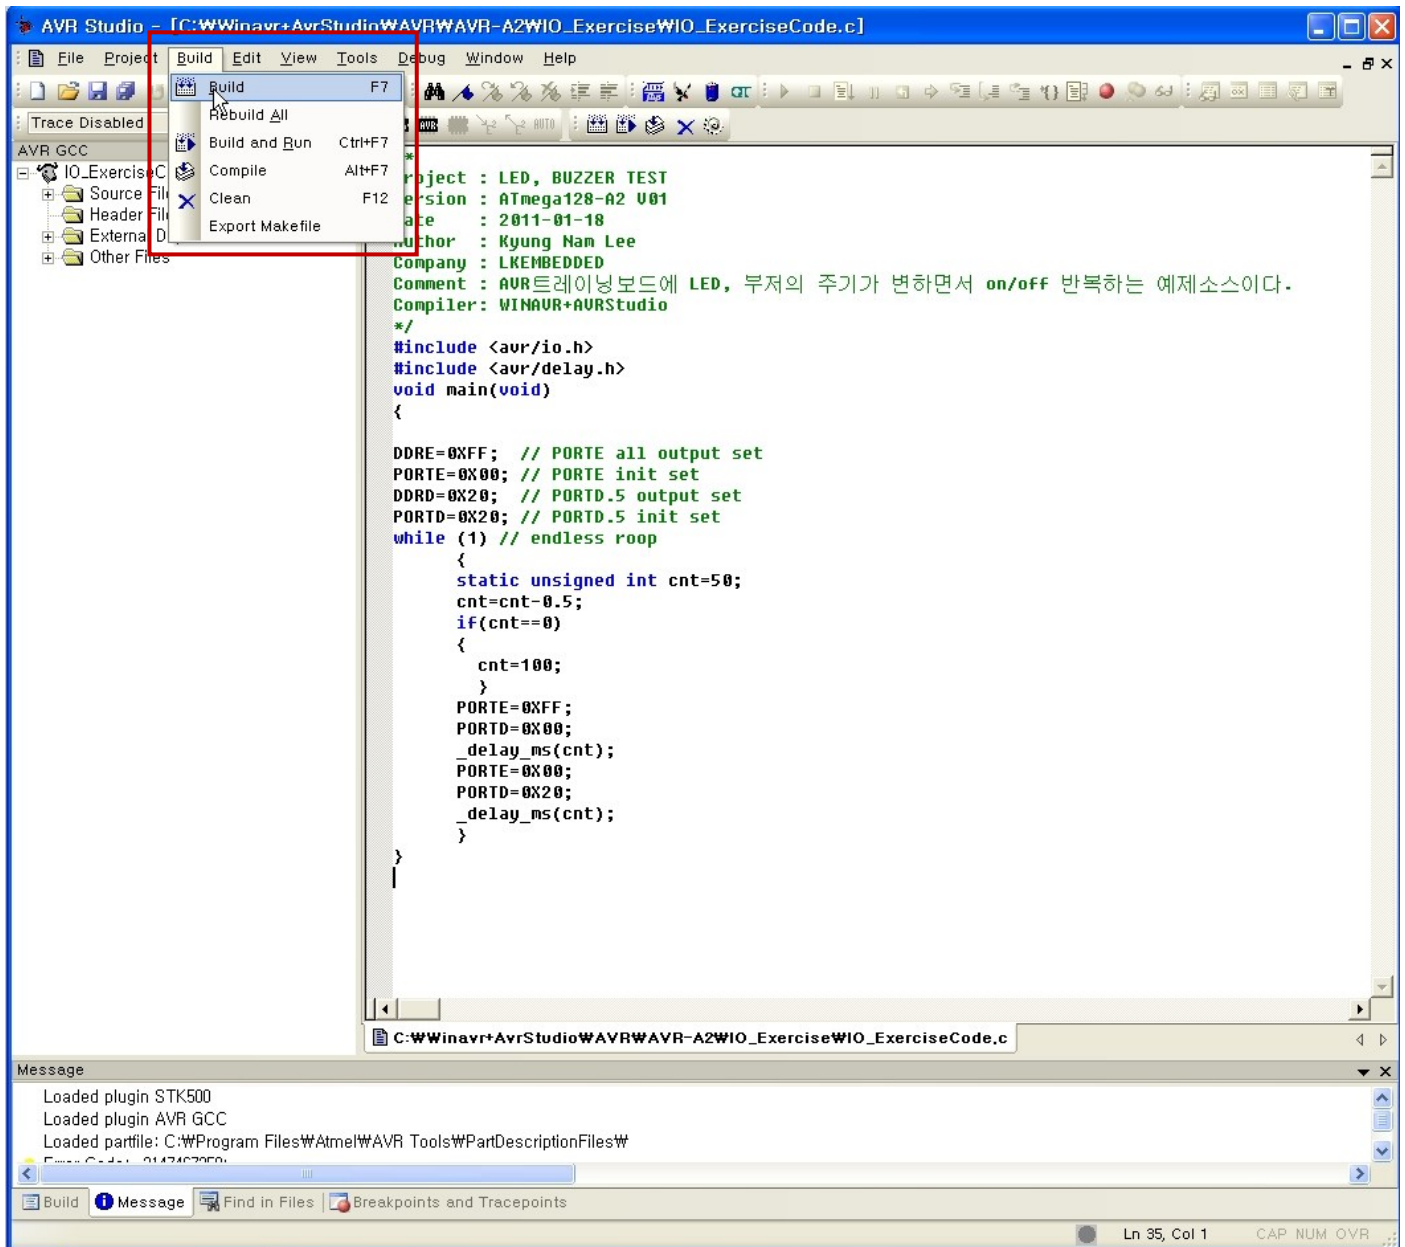 AVR Studio - [C:₩Winavr+AvrStudio₩AVR₩AVR-A2₩IO_Exercise₩IO_ExerciseCode.c]
File Project Build Edit View Tools Debug Window Help
Build F7
Rebuild All
Build and Run Ctrl+F7
Compile Alt+F7
Clean F12
Export Makefile
Trace Disabled
AVR GCC
IO_ExerciseC
Source Fil
Header Fil
External D
Other Files
*
roject : LED, BUZZER TEST
ersion : ATmega128-A2 V01
ate : 2011-01-18
uthor : Kyung Nam Lee
Company : LKEMBEDDED
Comment : AVR트레이닝보드에 LED, 부저의 주기가 변하면서 on/off 반복하는 예제소스이다.
Compiler: WINAVR+AVRStudio
*/
#include <avr/io.h>
#include <avr/delay.h>
void main(void)
{
DDRE=0XFF; // PORTE all output set
PORTE=0X00; // PORTE init set
DDRD=0X20; // PORTD.5 output set
PORTD=0X20; // PORTD.5 init set
while (1) // endless roop
{
static unsigned int cnt=50;
cnt=cnt-0.5;
if(cnt==0)
{
cnt=100;
}
PORTE=0XFF;
PORTD=0X00;
_delay_ms(cnt);
PORTE=0X00;
PORTD=0X20;
_delay_ms(cnt);
}
}
C:₩Winavr+AvrStudio₩AVR₩AVR-A2₩IO_Exercise₩IO_ExerciseCode.c
Message
Loaded plugin STK500
Loaded plugin AVR GCC
Loaded partfile: C:₩Program Files₩Atmel₩AVR Tools₩PartDescriptionFiles₩
Build Message Find in Files Breakpoints and Tracepoints
Ln 35, Col 1 CAP NUM OVR